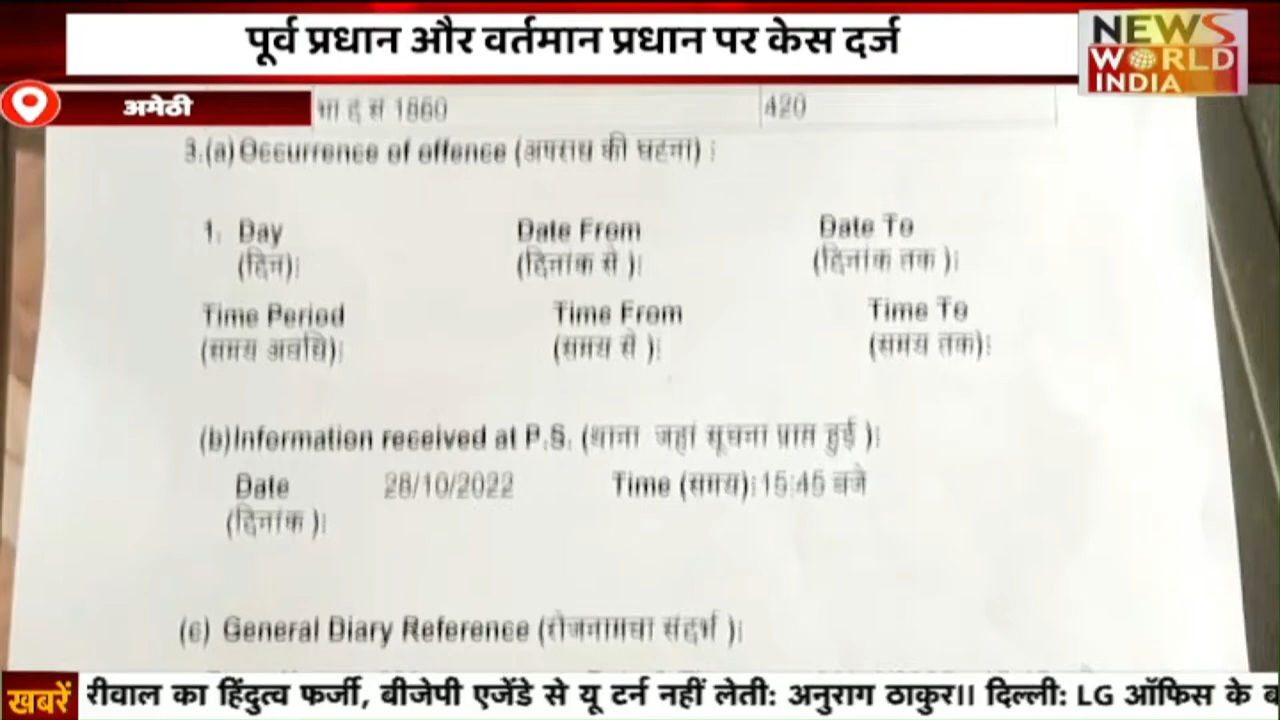 पूर्व प्रधान और वर्तमान प्रधान पर केस दर्ज
NEWS
WORLD
INDIA
अमेठी
भा द सं 1860
420
3.(a) Occurrence of offence (अपराध की घटना) :
1. Day
Date From
Date To
(दिन):
(दिनांक से ):
(दिनांक तक ):
Time Period
Time From
Time To
(समय अवधि):
(समय से ):
(समय तक):
(b)Information received at P.S. (थाना जहां सूचना प्राप्त हुई ):
Date
28/10/2022
Time (समय): 15:45 बजे
(दिनांक ):
(c) General Diary Reference (रोजनामचा संदर्भ ):
खबरें
रीवाल का हिंदुत्व फर्जी, बीजेपी एजेंडे से यू टर्न नहीं लेती: अनुराग ठाकुर।। दिल्ली: LG ऑफिस के